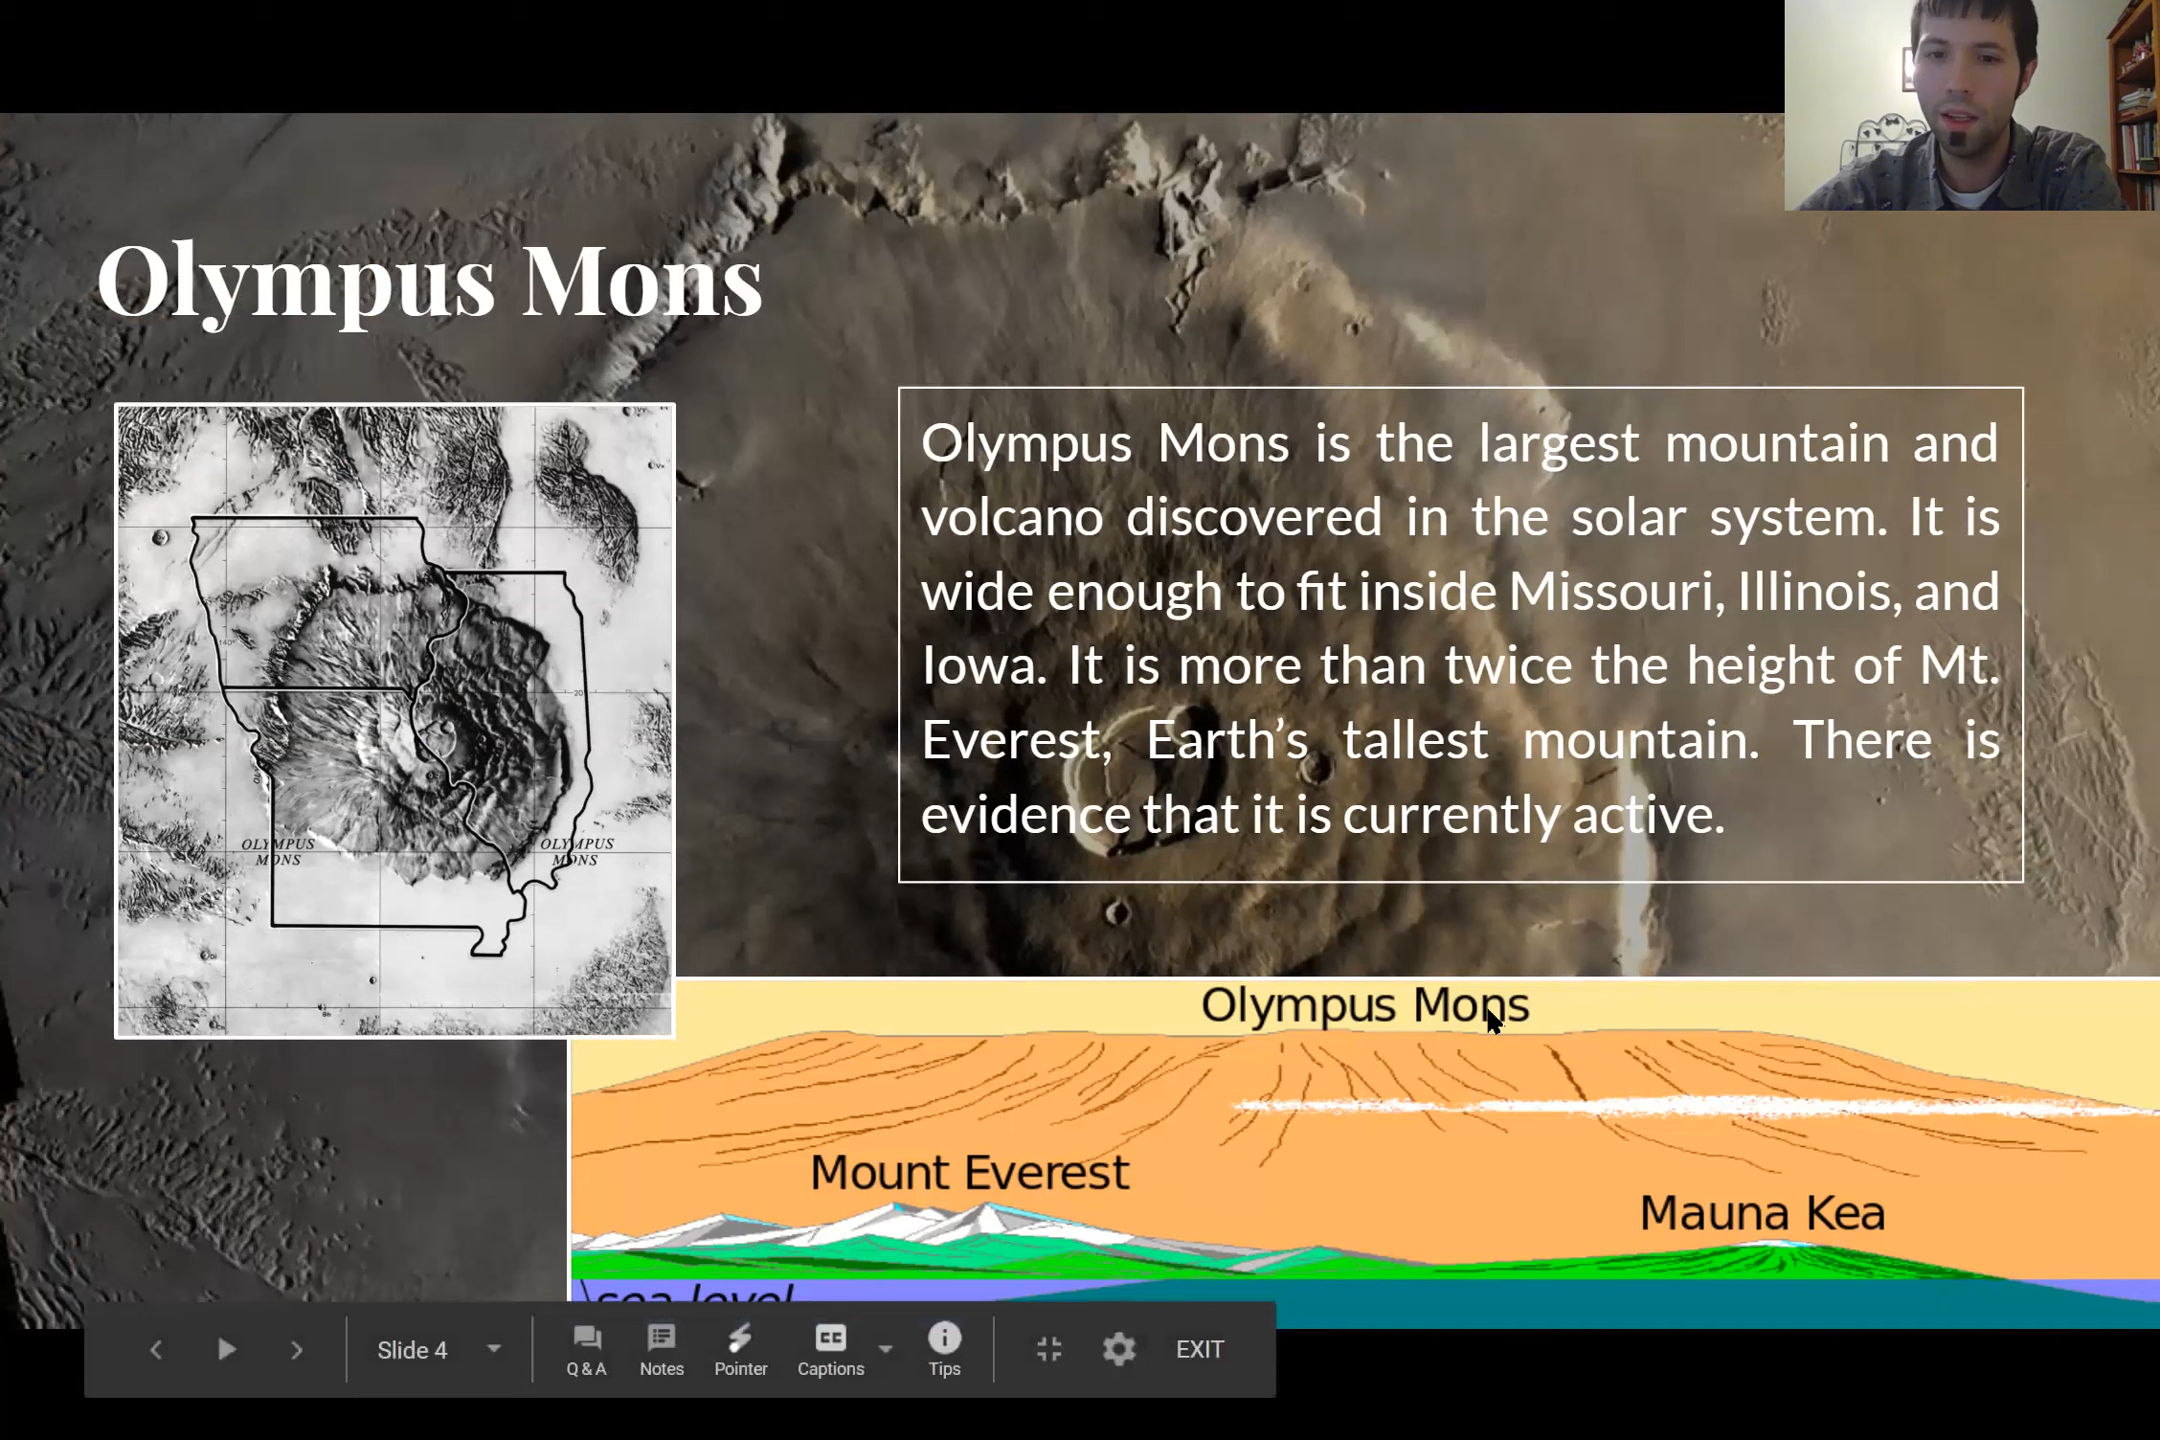 Olympus Mons
Olympus Mons is the largest mountain and
volcano discovered in the solar system. It is
wide enough to fit inside Missouri, Illinois, and
Iowa. It is more than twice the height of Mt.
Everest, Earth’s tallest mountain. There is
evidence that it is currently active.
140°
20°
OLYMPUS
MONS
OLYMPUS
MONS
Olympus Mons
Mount Everest
Mauna Kea
sea level
Slide 4
Q & A
Notes
Pointer
CC
Captions
Tips
EXIT